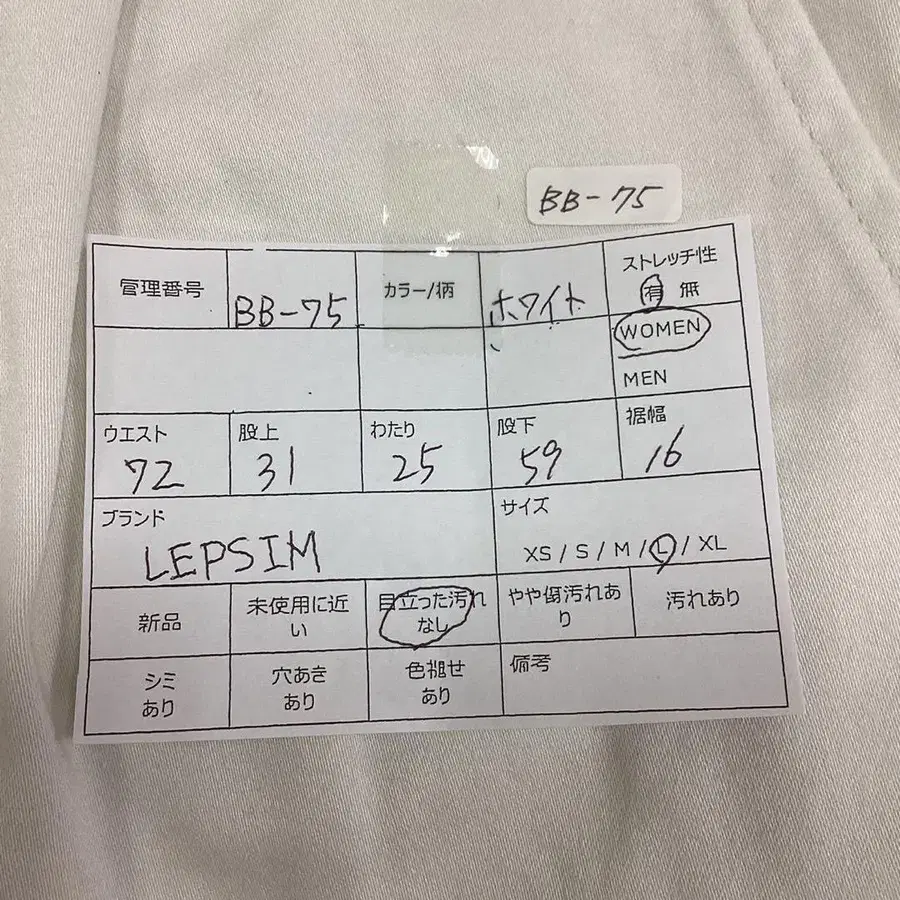 BB-75
管理番号 BB-75 カラー/柄 ホワイト ストレッチ性
有 無
WOMEN
MEN
ウエスト 股上 わたり 股下 裾幅
72 31 25 59 16
ブランド サイズ
LEPSIM XS / S / M / L / XL
新品 未使用に近い 目立った汚れなし やや傷汚れあり 汚れあり
シミあり 穴あきあり 色褪せあり 備考